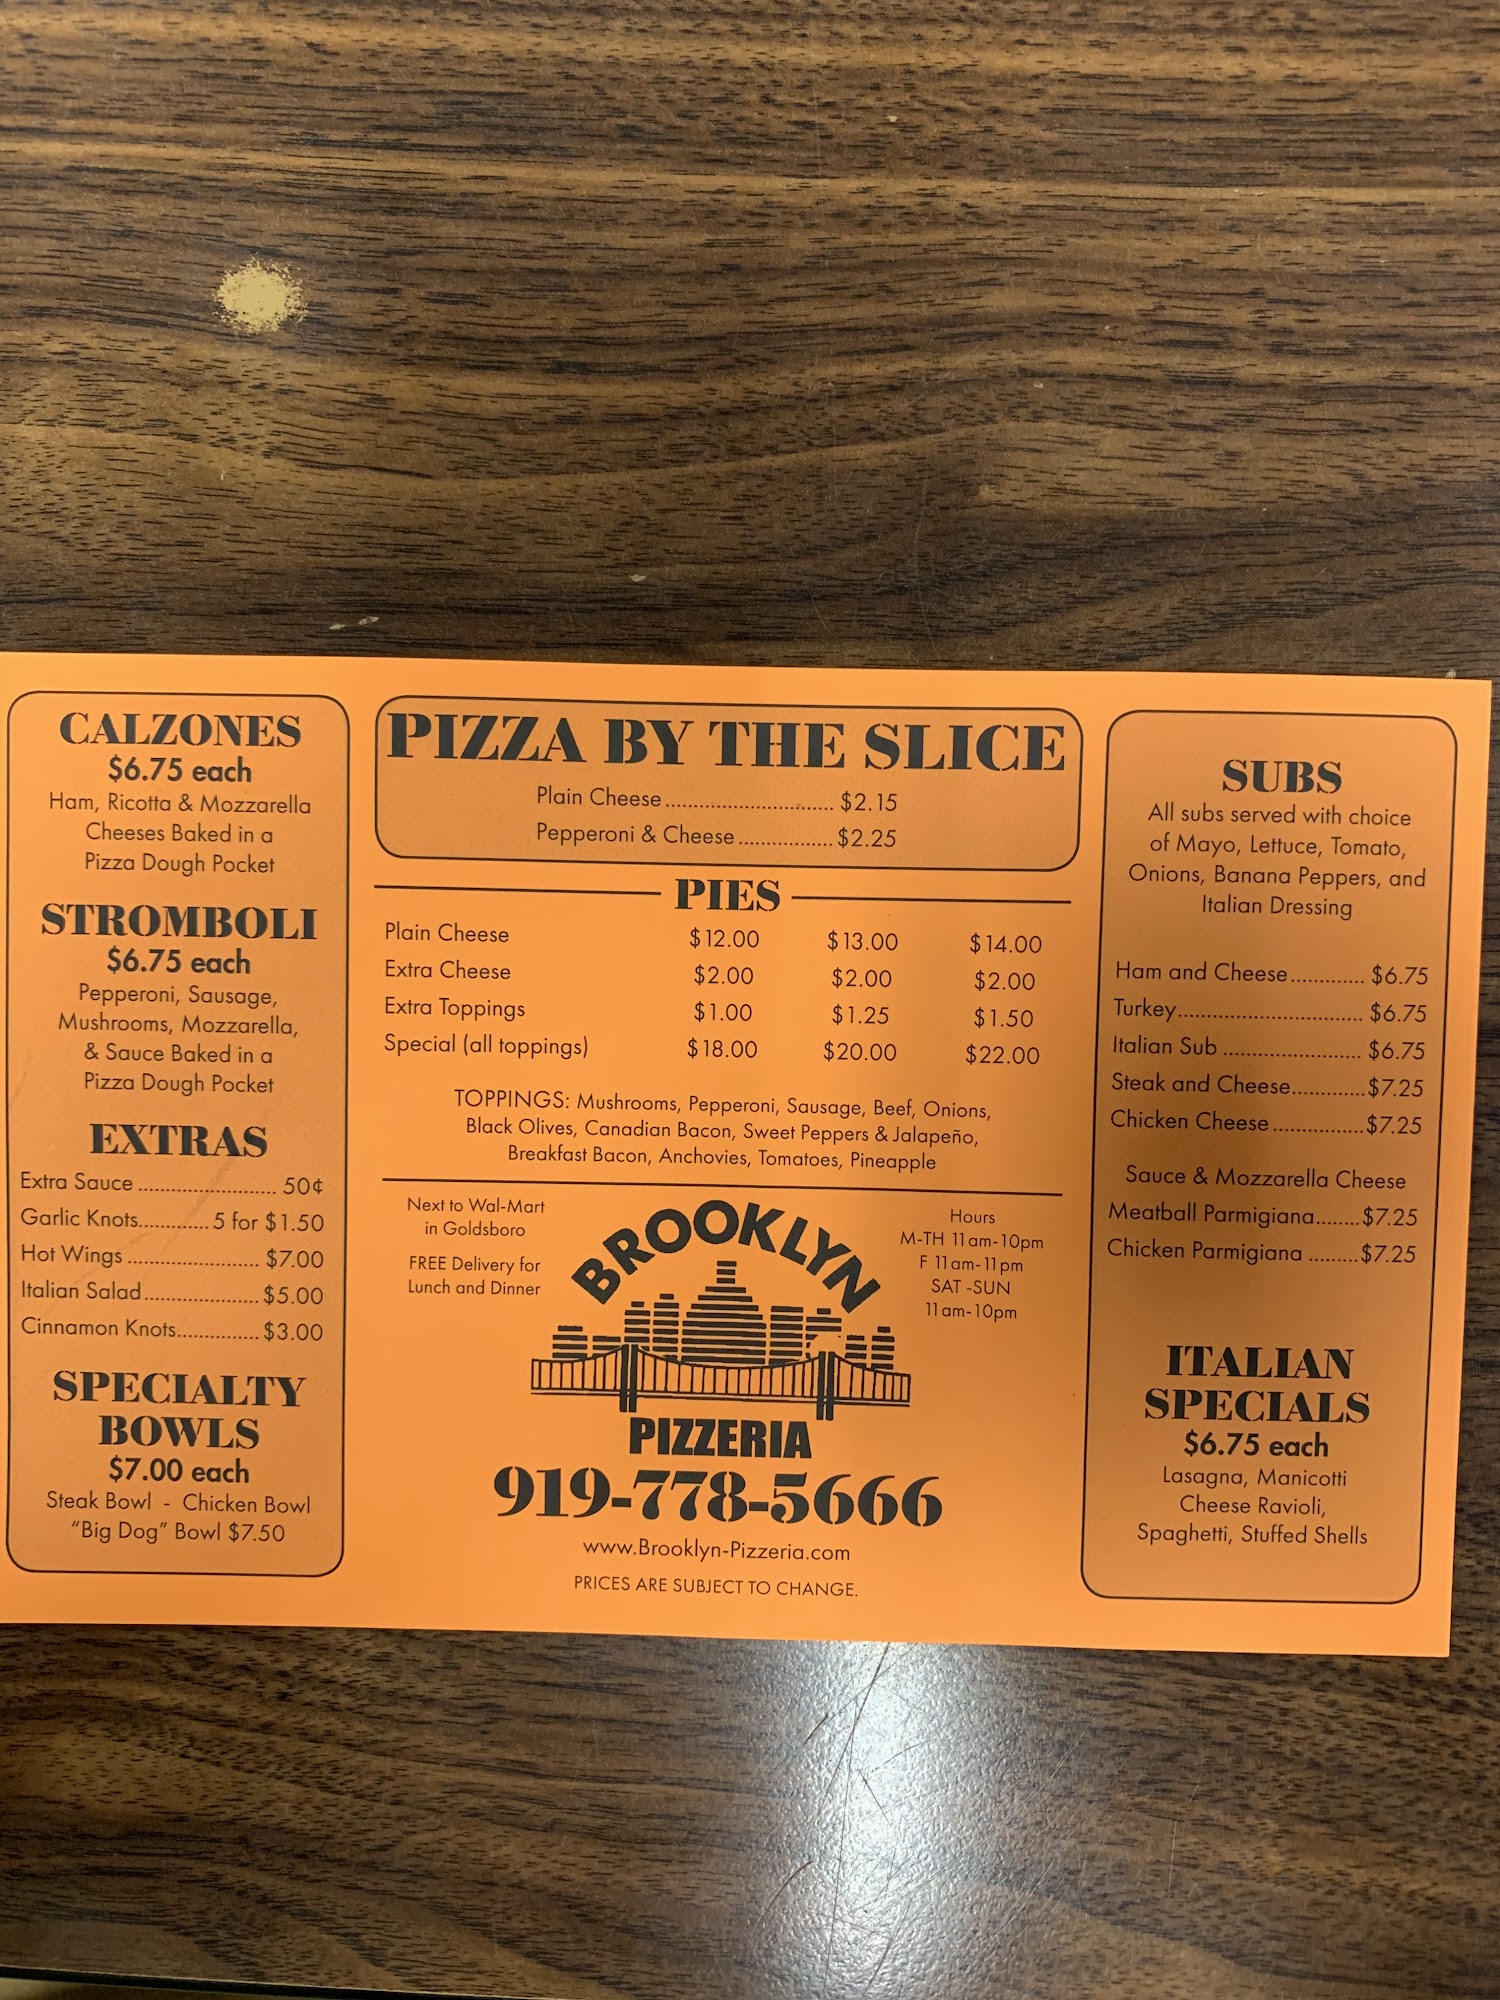 CALZONES
$6.75 each
Ham, Ricotta & Mozzarella
Cheeses Baked in a
Pizza Dough Pocket
STROMBOLI
$6.75 each
Pepperoni, Sausage,
Mushrooms, Mozzarella,
& Sauce Baked in a
Pizza Dough Pocket
EXTRAS
Extra Sauce ........................ 50¢
Garlic Knots............ 5 for $1.50
Hot Wings ....................... $7.00
Italian Salad .................... $5.00
Cinnamon Knots............... $3.00
SPECIALTY
BOWLS
$7.00 each
Steak Bowl - Chicken Bowl
"Big Dog" Bowl $7.50
PIZZA BY THE SLICE
Plain Cheese ............................ $2.15
Pepperoni & Cheese ................. $2.25
PIES
Plain Cheese $12.00 $13.00 $14.00
Extra Cheese $2.00 $2.00 $2.00
Extra Toppings $1.00 $1.25 $1.50
Special (all toppings) $18.00 $20.00 $22.00
TOPPINGS: Mushrooms, Pepperoni, Sausage, Beef, Onions,
Black Olives, Canadian Bacon, Sweet Peppers & Jalapeño,
Breakfast Bacon, Anchovies, Tomatoes, Pineapple
Next to Wal-Mart
in Goldsboro
FREE Delivery for
Lunch and Dinner
BROOKLYN
PIZZERIA
Hours
M-TH 11am-10pm
F 11am-11pm
SAT -SUN
11am-10pm
919-778-5666
www.Brooklyn-Pizzeria.com
PRICES ARE SUBJECT TO CHANGE.
SUBS
All subs served with choice
of Mayo, Lettuce, Tomato,
Onions, Banana Peppers, and
Italian Dressing
Ham and Cheese............. $6.75
Turkey................................ $6.75
Italian Sub ........................ $6.75
Steak and Cheese.............$7.25
Chicken Cheese ................$7.25
Sauce & Mozzarella Cheese
Meatball Parmigiana........$7.25
Chicken Parmigiana .........$7.25
ITALIAN
SPECIALS
$6.75 each
Lasagna, Manicotti
Cheese Ravioli,
Spaghetti, Stuffed Shells